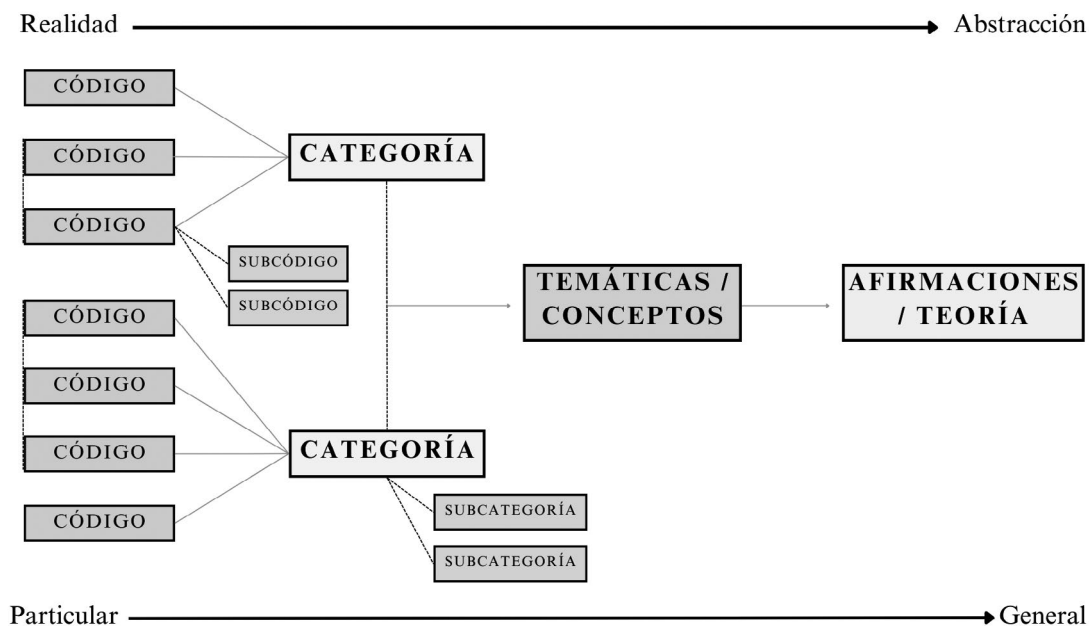 Realidad
Abstracción
CÓDIGO
CÓDIGO
CATEGORÍA
CÓDIGO
SUBCÓDIGO
SUBCÓDIGO
TEMÁTICAS /
CONCEPTOS
AFIRMACIONES
/ TEORÍA
CÓDIGO
CÓDIGO
CÓDIGO
CATEGORÍA
CÓDIGO
SUBCATEGORÍA
SUBCATEGORÍA
Particular
General